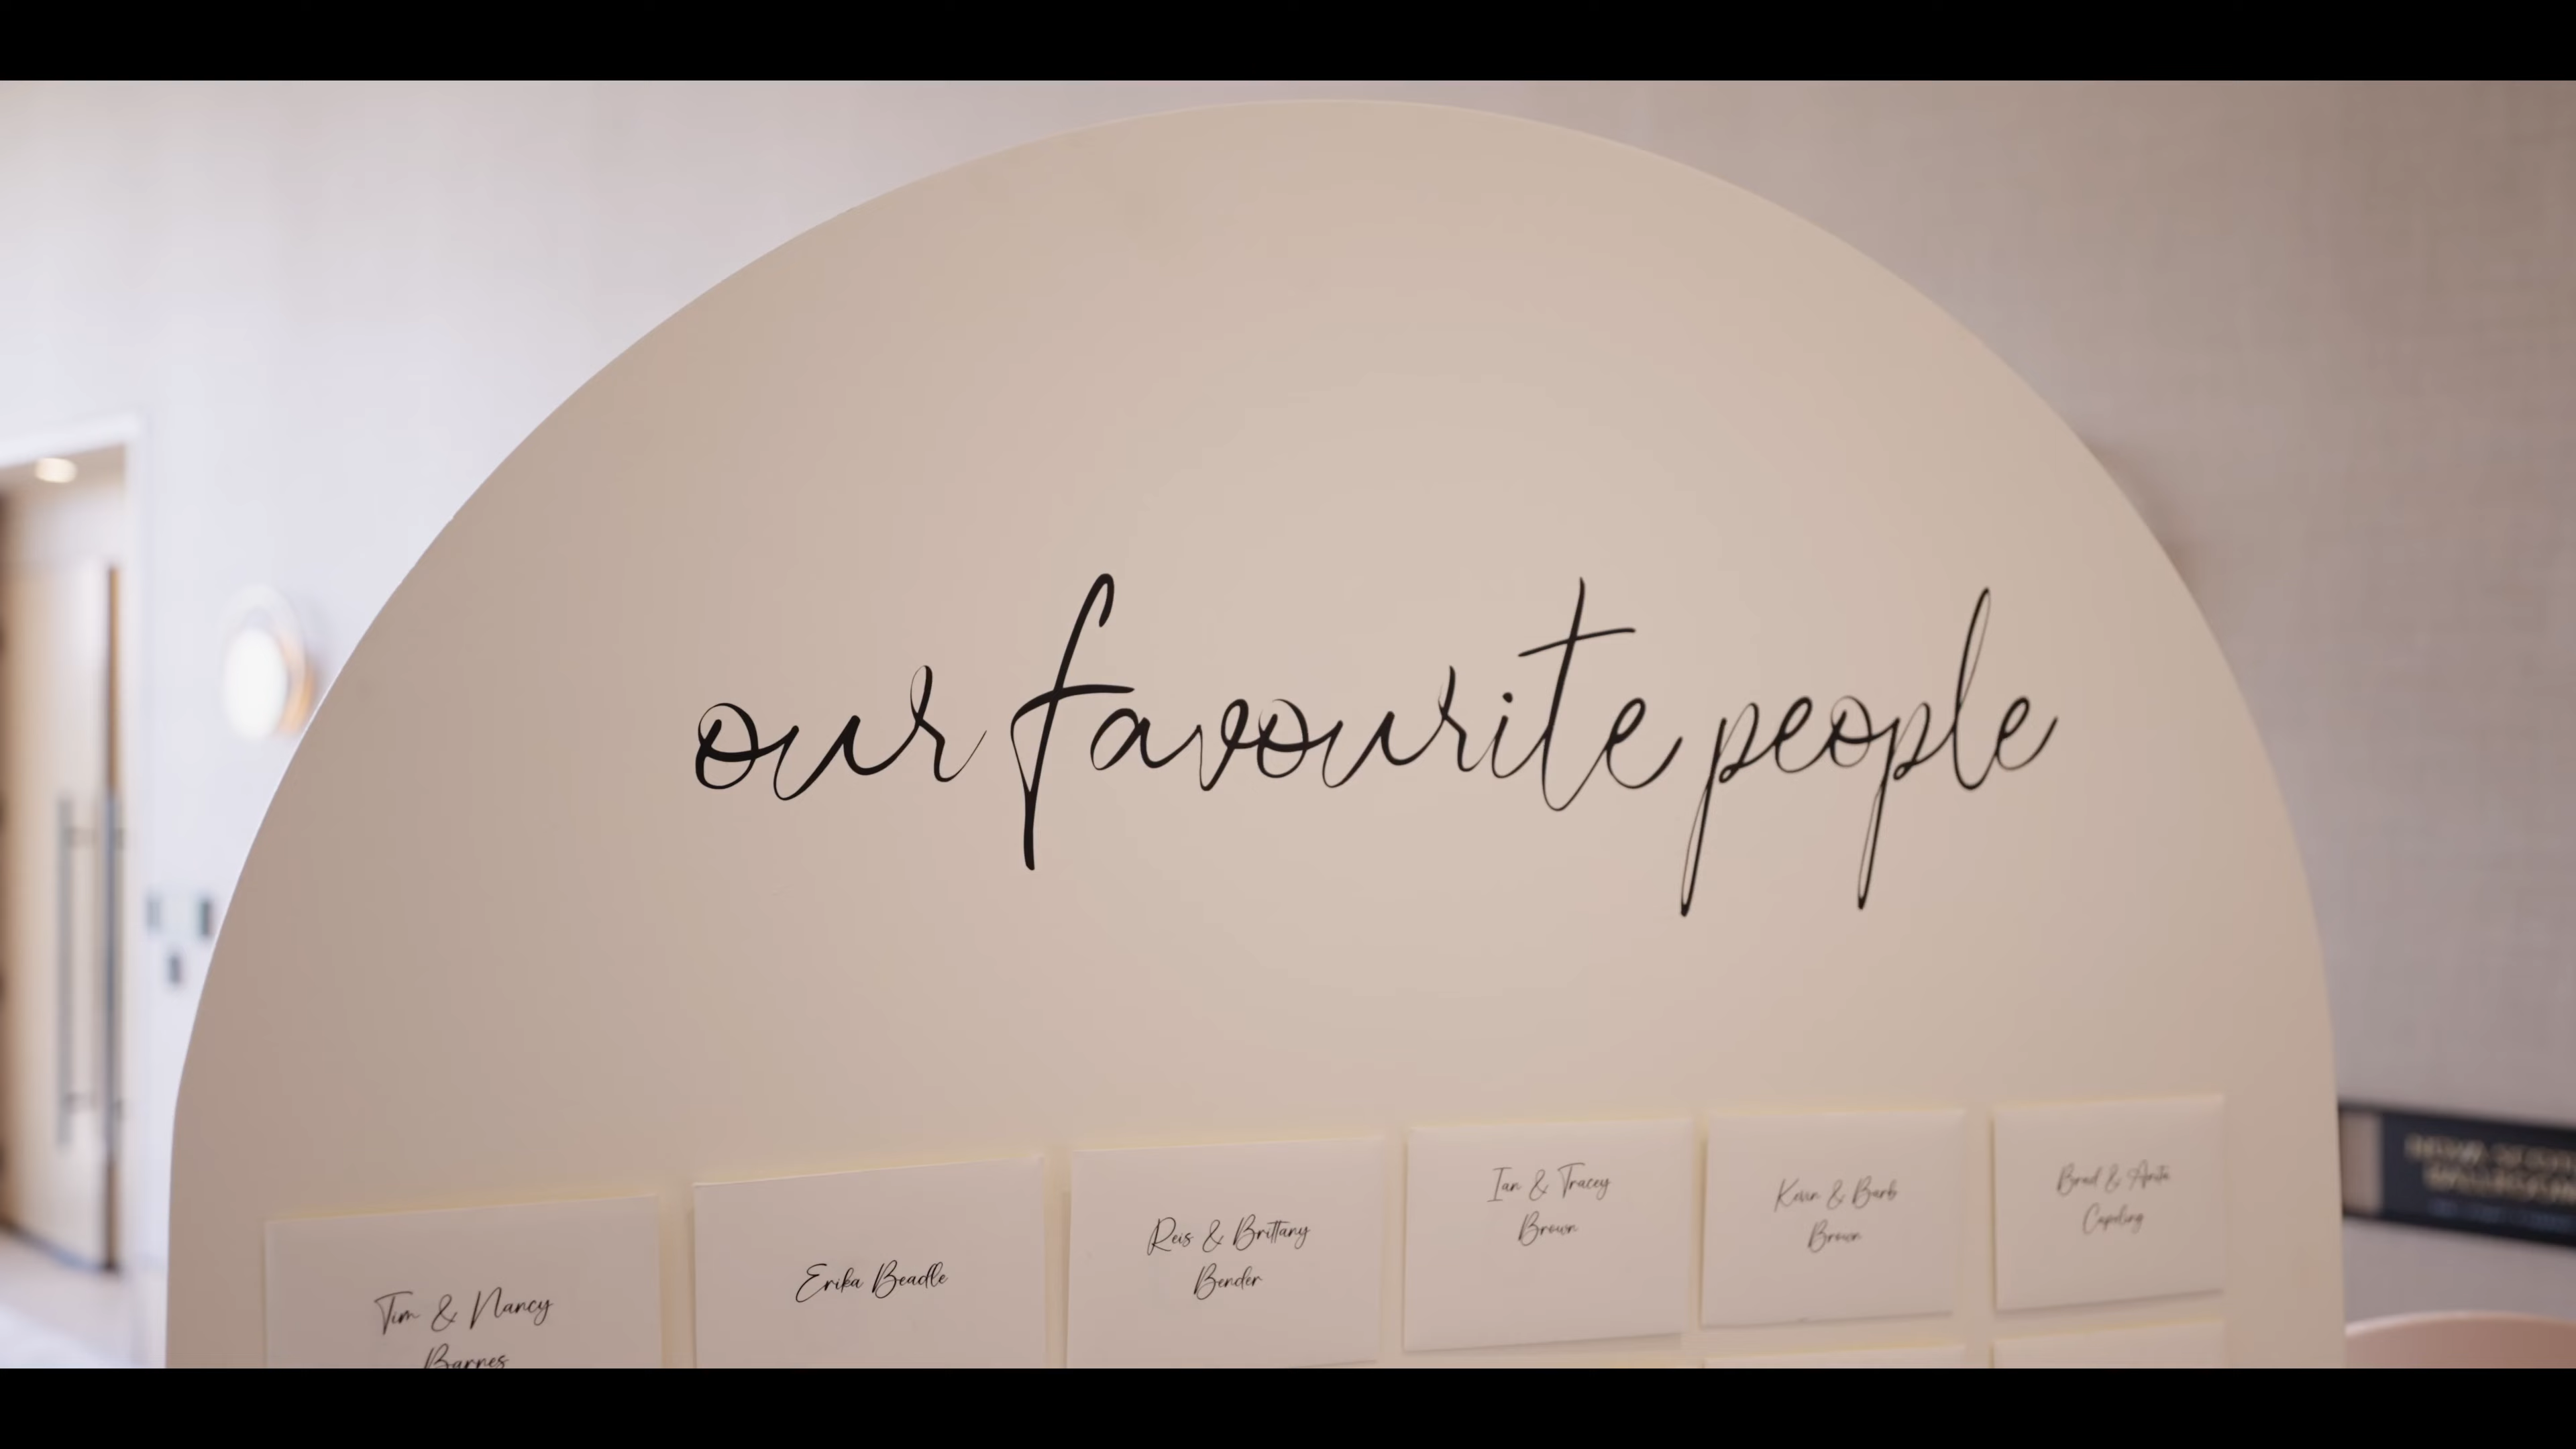 our favourite people
Tim & Nancy
Barnes
Erika Beadle
Reis & Brittany
Bender
Ian & Tracey
Brown
Kevin & Barb
Brown
Brad & Anita
Capeling